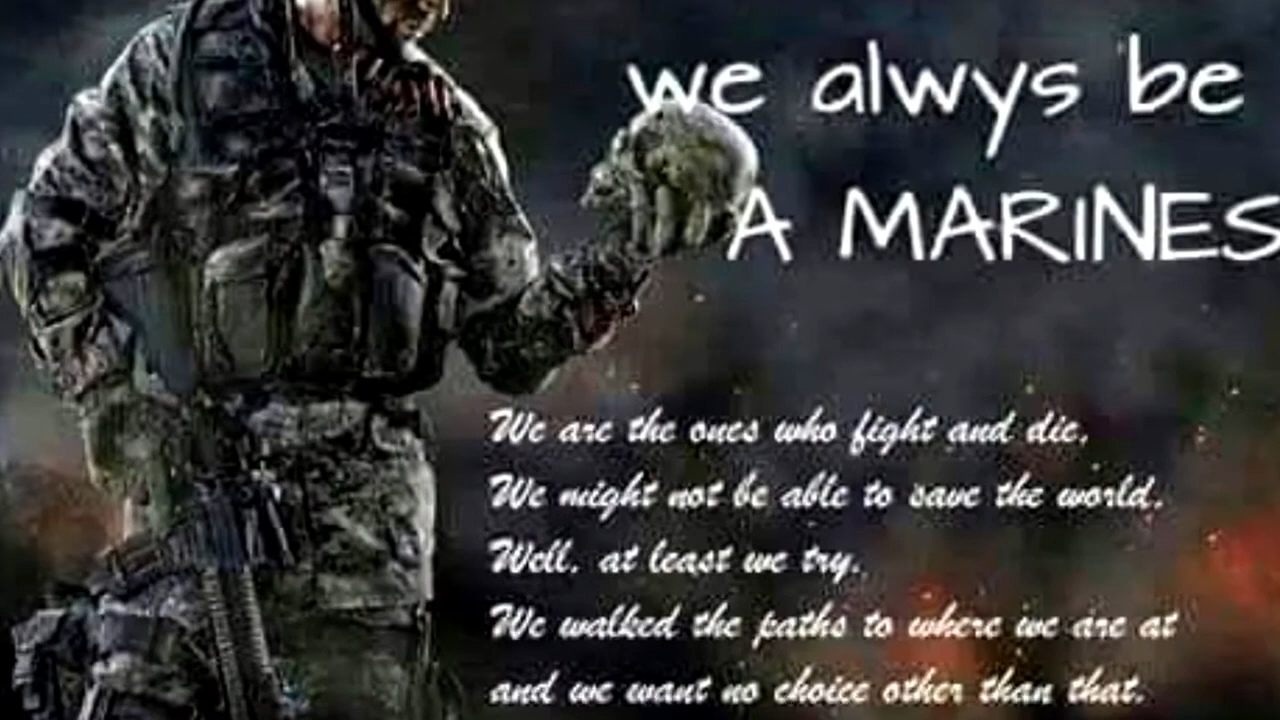 we alwys be
A MARINES
We are the ones who fight and die,
We might not be able to save the world,
Well, at least we try.
We walked the paths to where we are at
and we want no choice other than that.